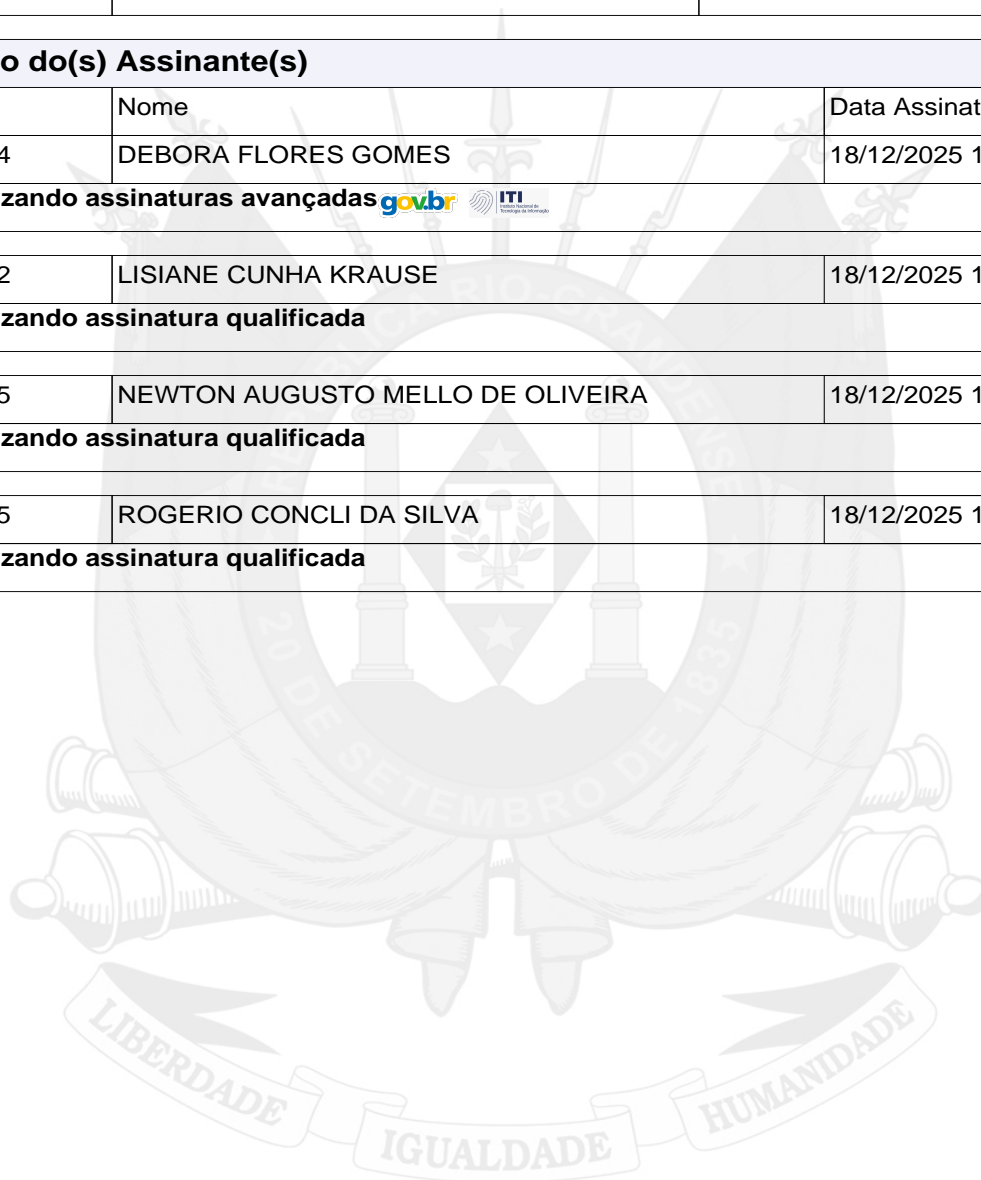 o do(s) Assinante(s)
Nome Data Assinat
4 DEBORA FLORES GOMES 18/12/2025 1
zando assinaturas avançadas gov.br ITI
2 LISIANE CUNHA KRAUSE 18/12/2025 1
zando assinatura qualificada
5 NEWTON AUGUSTO MELLO DE OLIVEIRA 18/12/2025 1
zando assinatura qualificada
5 ROGERIO CONCLI DA SILVA 18/12/2025 1
zando assinatura qualificada
REPÚBLICA RIO-GRANDENSE
20 DE SETEMBRO DE 1835
LIBERDADE IGUALDADE HUMANIDADE